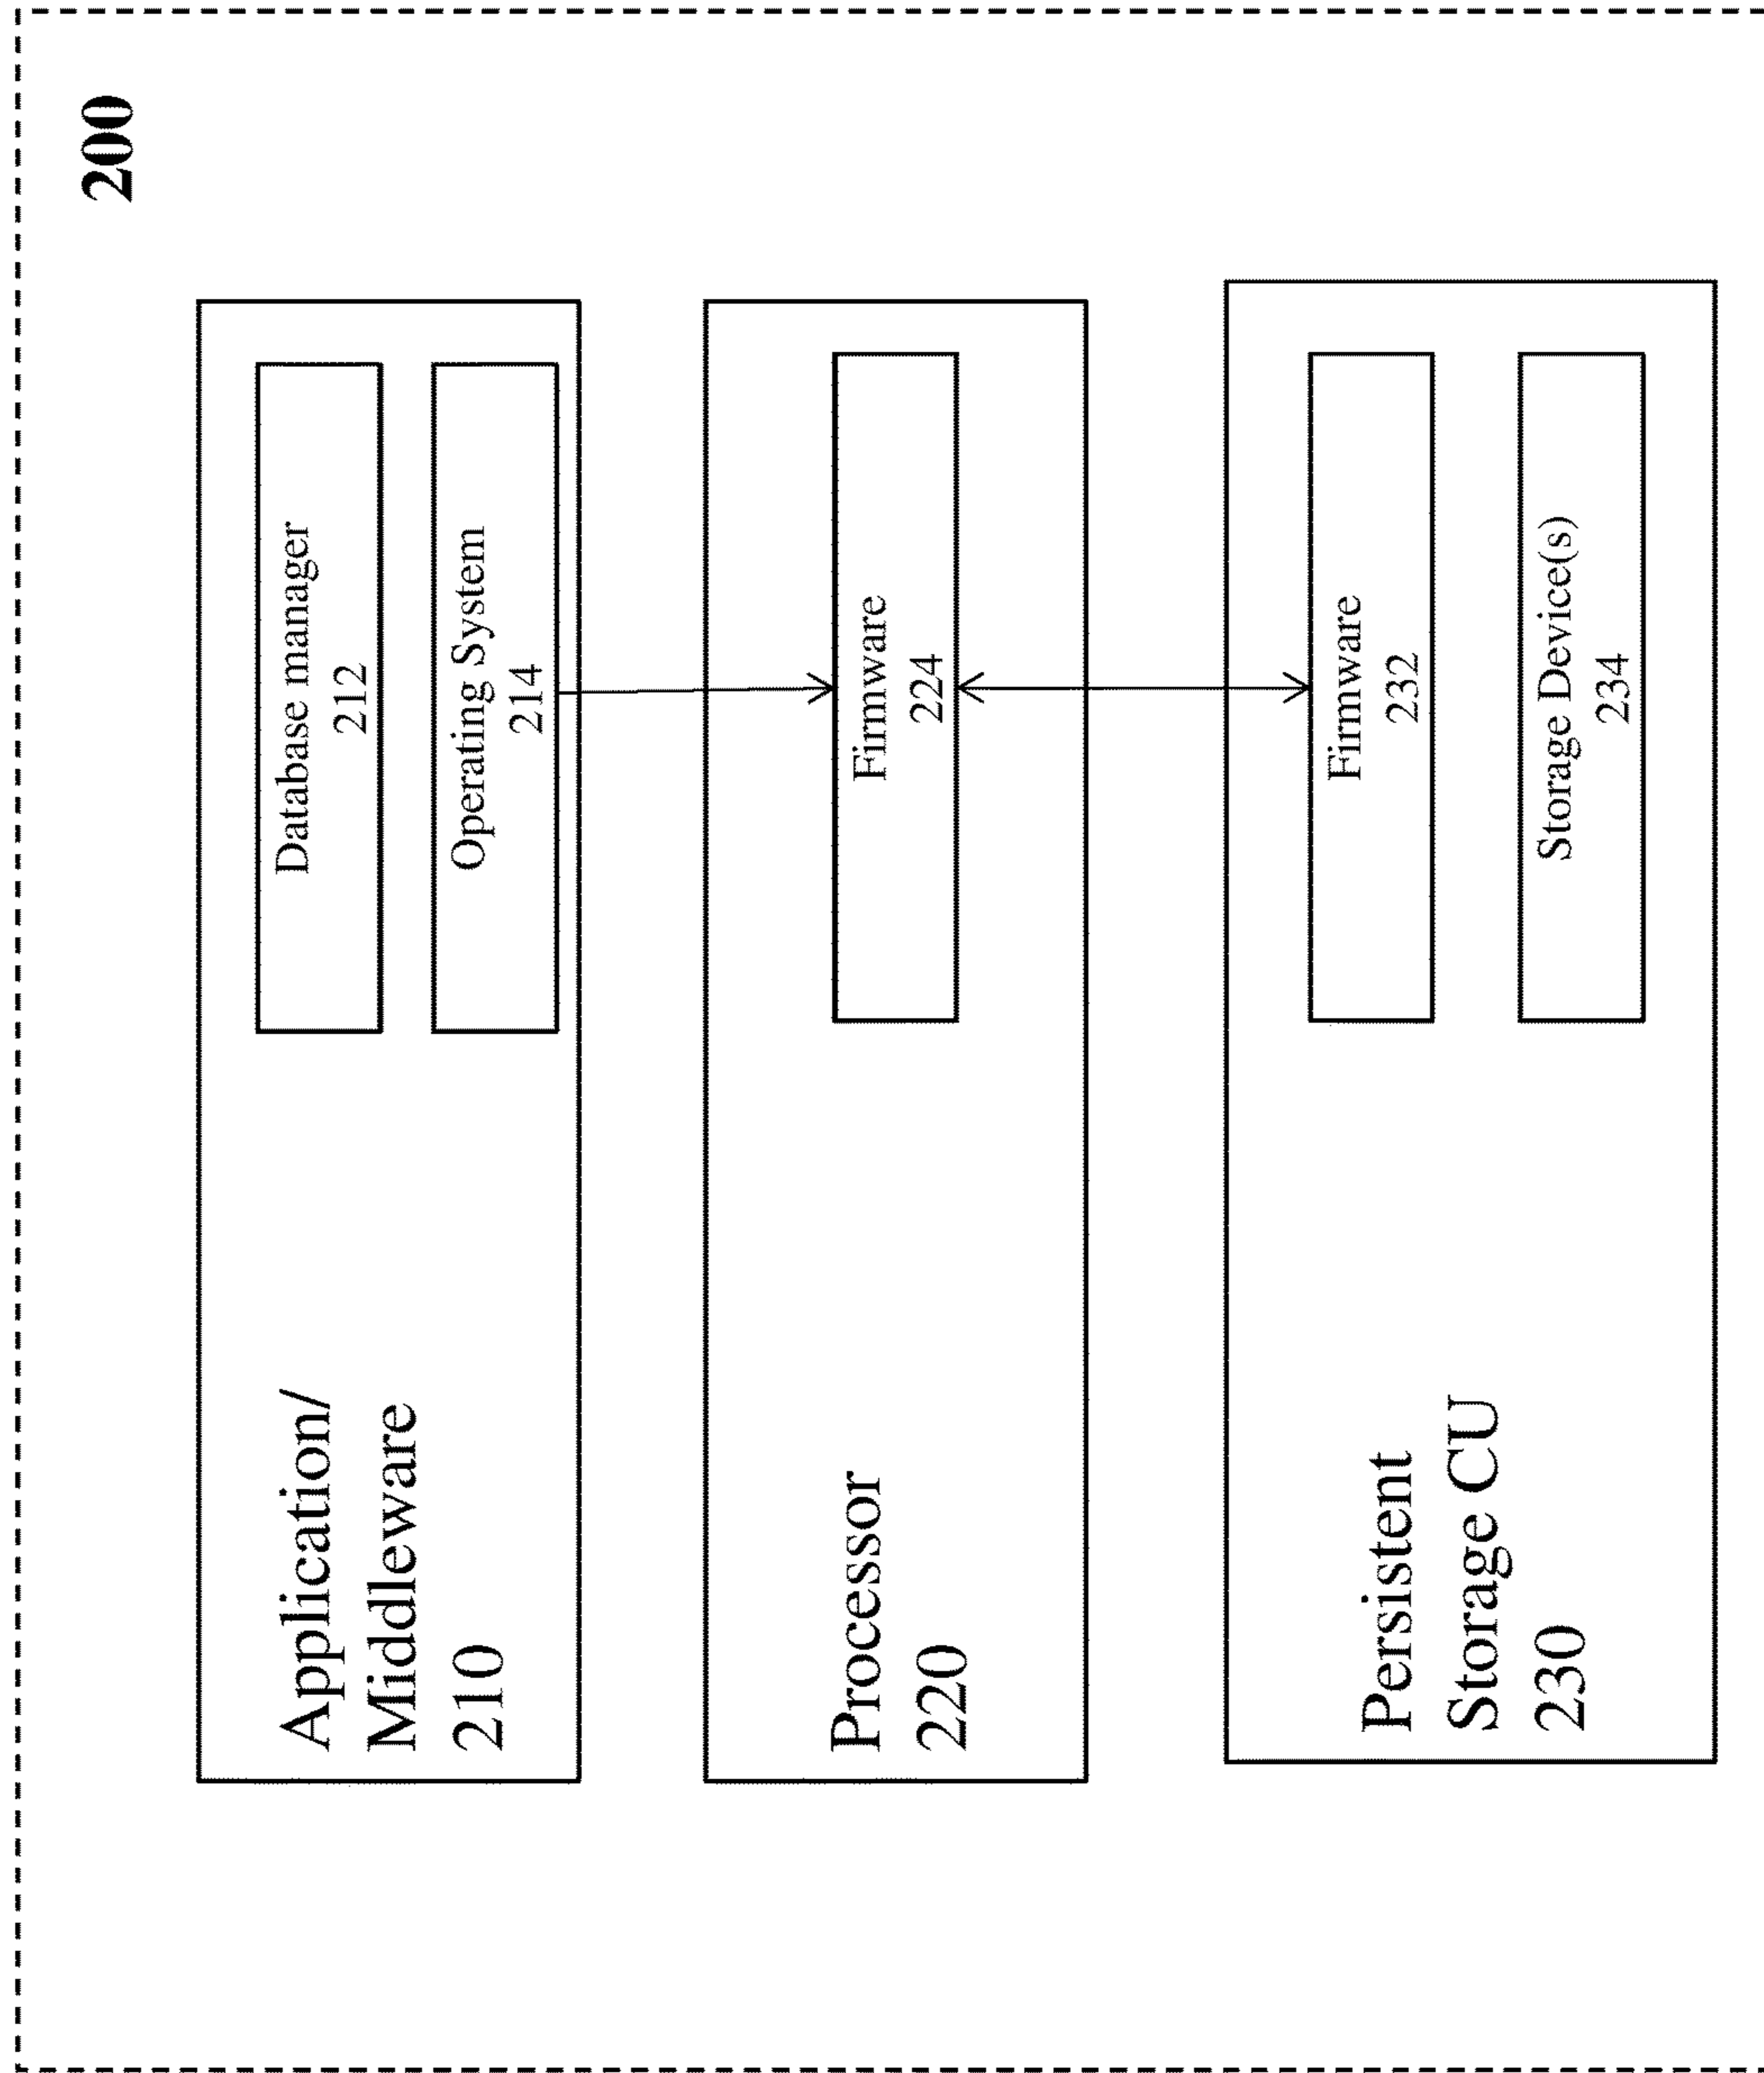 200
Application/
Middleware
210
Database manager
212
Operating System
214
Processor
220
Firmware
224
Persistent
Storage CU
230
Firmware
232
Storage Device(s)
234